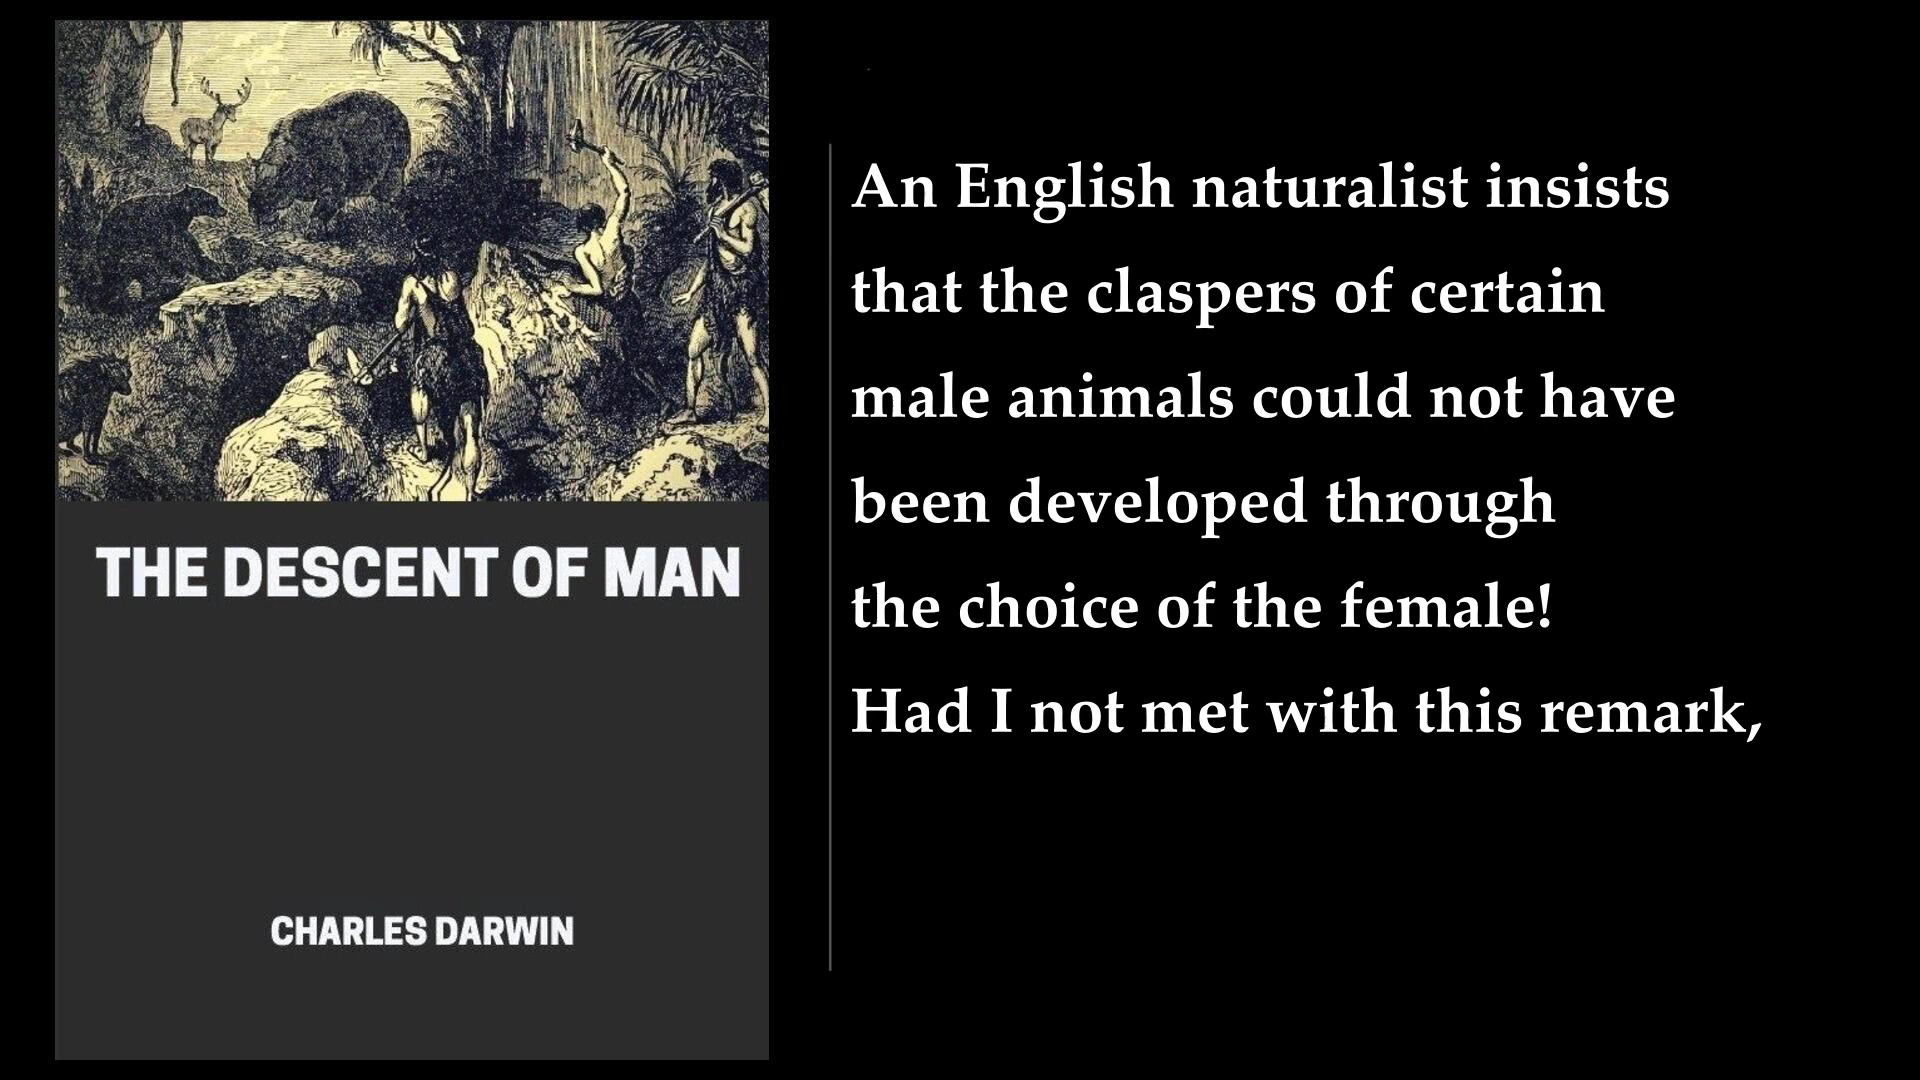 THE DESCENT OF MAN
CHARLES DARWIN
An English naturalist insists
that the claspers of certain
male animals could not have
been developed through
the choice of the female!
Had I not met with this remark,